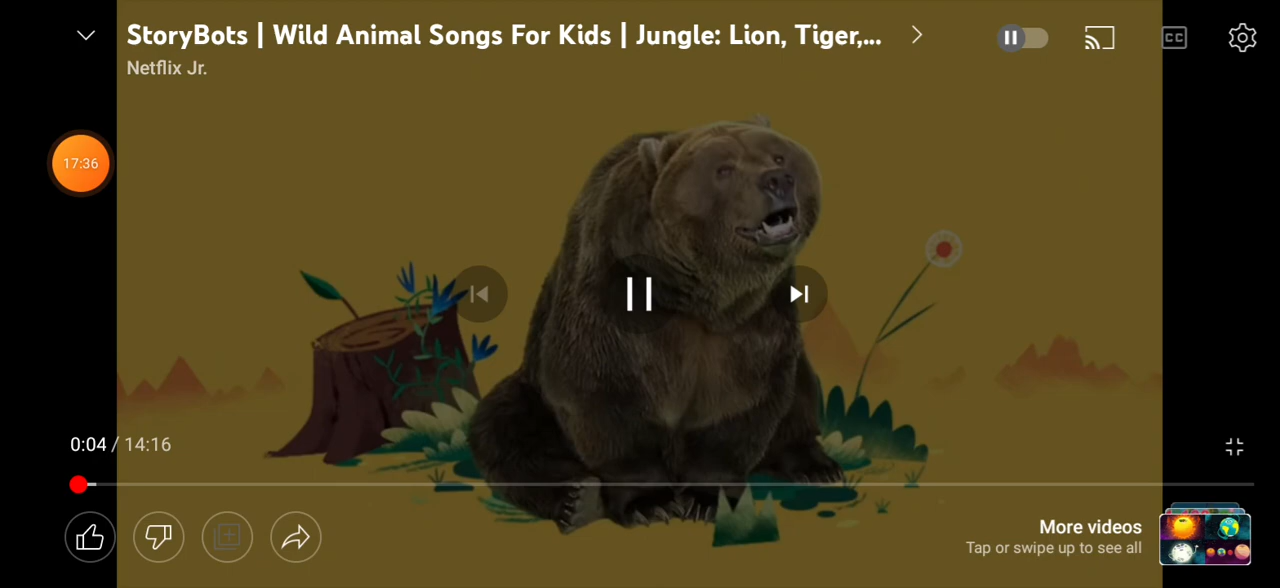 StoryBots | Wild Animal Songs For Kids | Jungle: Lion, Tiger,...
CC
Netflix Jr.
17:36
0:04 / 14:16
More videos
Tap or swipe up to see all